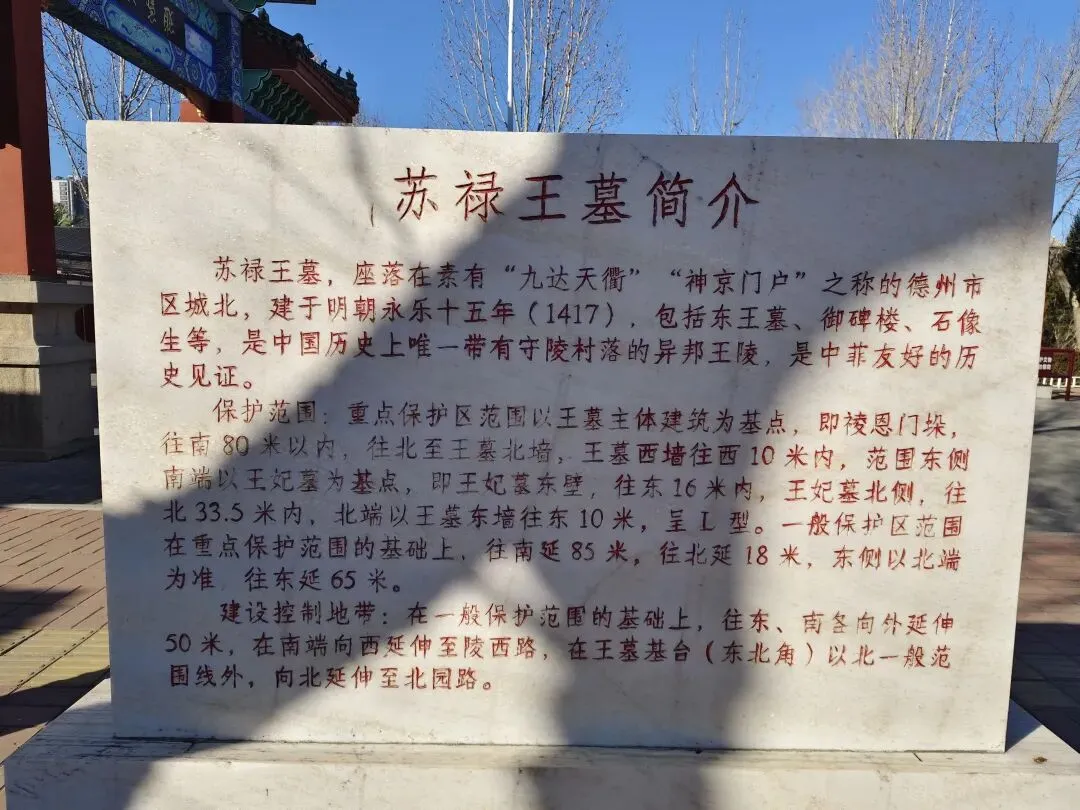 苏禄王墓简介
苏禄王墓，座落在素有“九达天衢”“神京门户”之称的德州市
区城北，建于明朝永乐十五年（1417），包括东王墓、御碑楼、石像
生等，是中国历史上唯一带有守陵村落的异邦王陵，是中菲友好的历
史见证。
保护范围：重点保护区范围以王墓主体建筑为基点，即祾恩门垛，
往南80米以内，往北至王墓北墙，王墓西墙往西10米内，范围东侧
南端以王妃墓为基点，即王妃墓东壁，往东16米内，王妃墓北侧，往
北33.5米内，北端以王墓东墙往东10米，呈L型。一般保护区范围
在重点保护范围的基础上，往南延85米，往北延18米，东侧以北端
为准 往东延65米。
建设控制地带：在一般保护范围的基础上，往东、南各向外延伸
50米，在南端向西延伸至陵西路，在王墓基台（东北角）以北一般范
围线外，向北延伸至北园路。